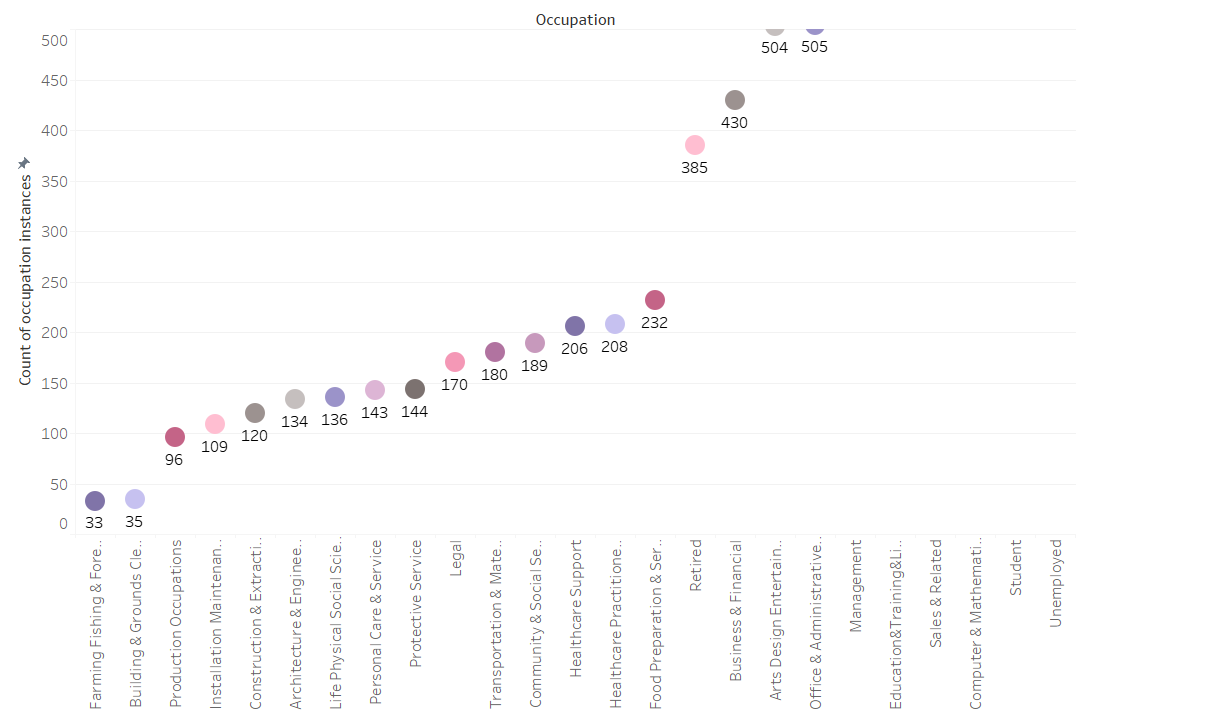 Occupation
Count of occupation instances
500
450
400
350
300
250
200
150
100
50
0
33
35
96
109
120
134
136
143
144
170
180
189
206
208
232
385
430
504
505
Farming Fishing & Fore..
Building & Grounds Cle..
Production Occupations
Installation Maintenan..
Construction & Extracti..
Architecture & Enginee..
Life Physical Social Scie..
Personal Care & Service
Protective Service
Legal
Transportation & Mate..
Community & Social Se..
Healthcare Support
Healthcare Practitione..
Food Preparation & Ser..
Retired
Business & Financial
Arts Design Entertain..
Office & Administrative..
Management
Education&Training&Li..
Sales & Related
Computer & Mathemati..
Student
Unemployed